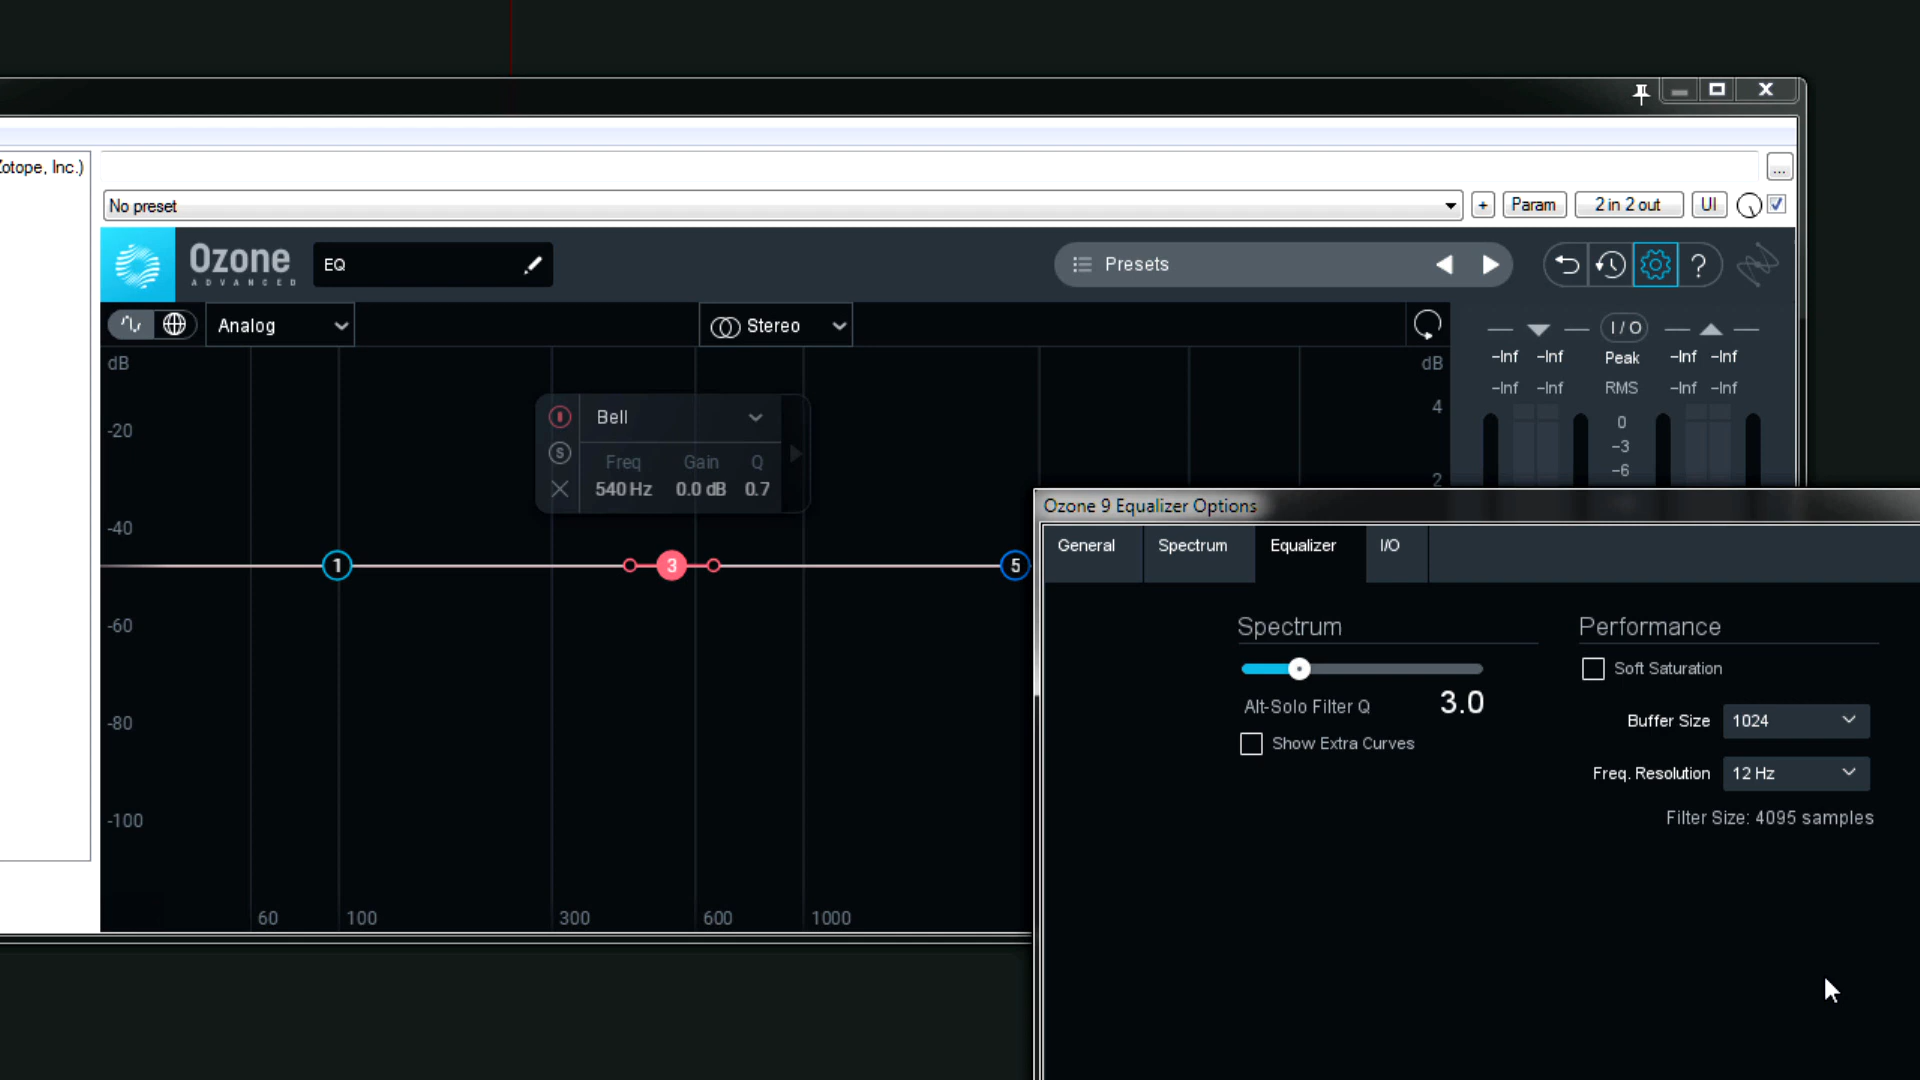 Zotope, Inc.)
...
No preset
+ Param 2 in 2 out UI
Ozone
ADVANCED
EQ
Presets
?
Analog
Stereo
I/O
dB
dB
-Inf -Inf Peak -Inf -Inf
-Inf -Inf RMS -Inf -Inf
4
0
-3
-6
2
-20
-40
-60
-80
-100
Bell
S
Freq Gain Q
540 Hz 0.0 dB 0.7
1
3
5
60 100 300 600 1000
Ozone 9 Equalizer Options
General Spectrum Equalizer I/O
Spectrum
Alt-Solo Filter Q 3.0
Show Extra Curves
Performance
Soft Saturation
Buffer Size 1024
Freq. Resolution 12 Hz
Filter Size: 4095 samples